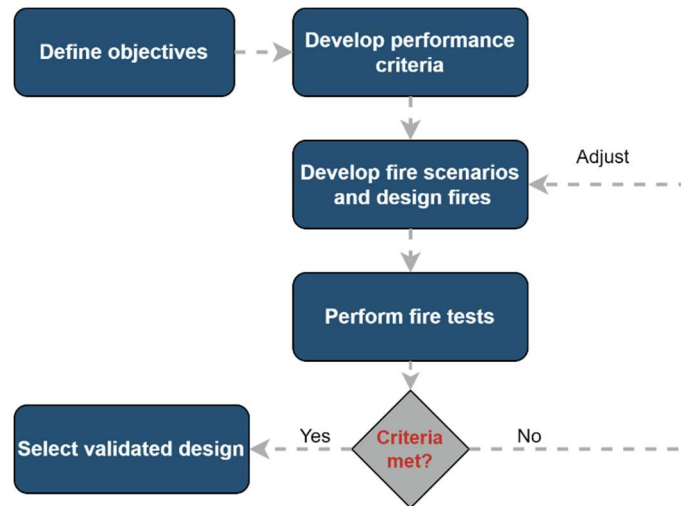 Define objectives
Develop performance
criteria
Develop fire scenarios
and design fires
Adjust
Perform fire tests
Criteria
met?
Yes
No
Select validated design